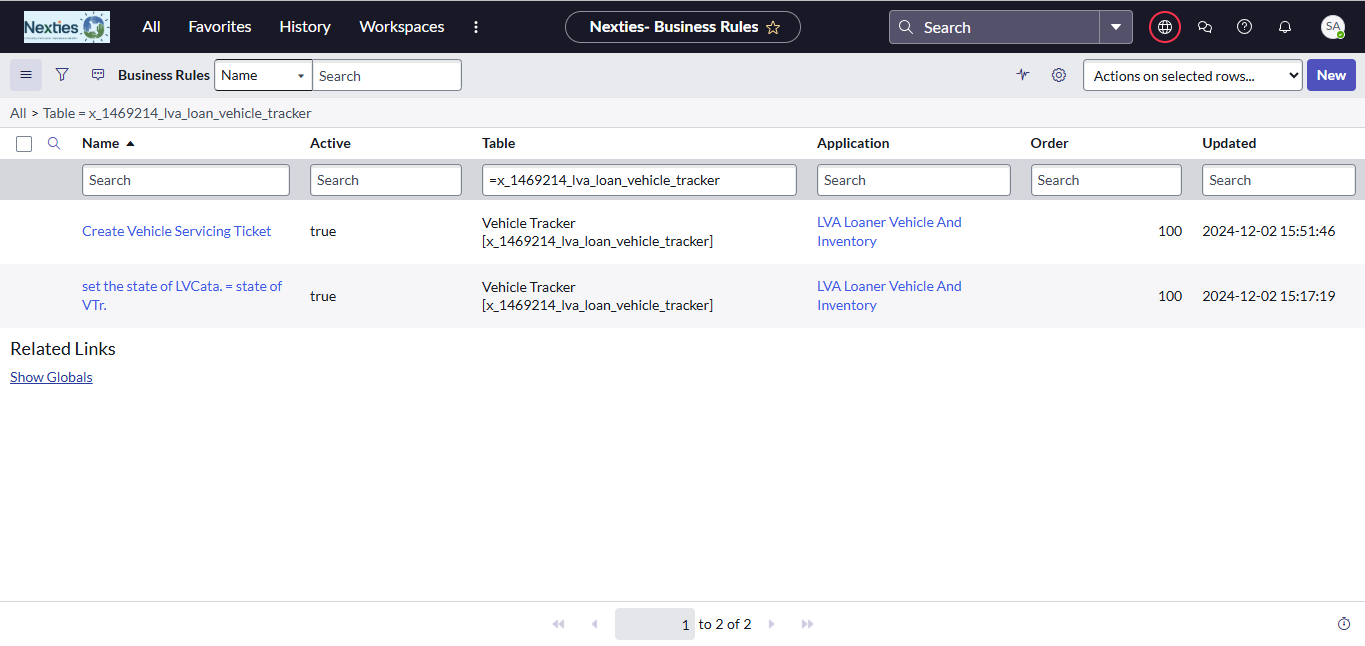 Nexties
All
Favorites
History
Workspaces
Nexties- Business Rules
Search
SA
Business Rules
Name
Search
Actions on selected rows...
New
All > Table = x_1469214_lva_loan_vehicle_tracker
Name
Active
Table
Application
Order
Updated
Search
Search
=x_1469214_lva_loan_vehicle_tracker
Search
Search
Search
Create Vehicle Servicing Ticket
true
Vehicle Tracker
[x_1469214_lva_loan_vehicle_tracker]
LVA Loaner Vehicle And
Inventory
100
2024-12-02 15:51:46
set the state of LVCata. = state of
VTr.
true
Vehicle Tracker
[x_1469214_lva_loan_vehicle_tracker]
LVA Loaner Vehicle And
Inventory
100
2024-12-02 15:17:19
Related Links
Show Globals
1 to 2 of 2